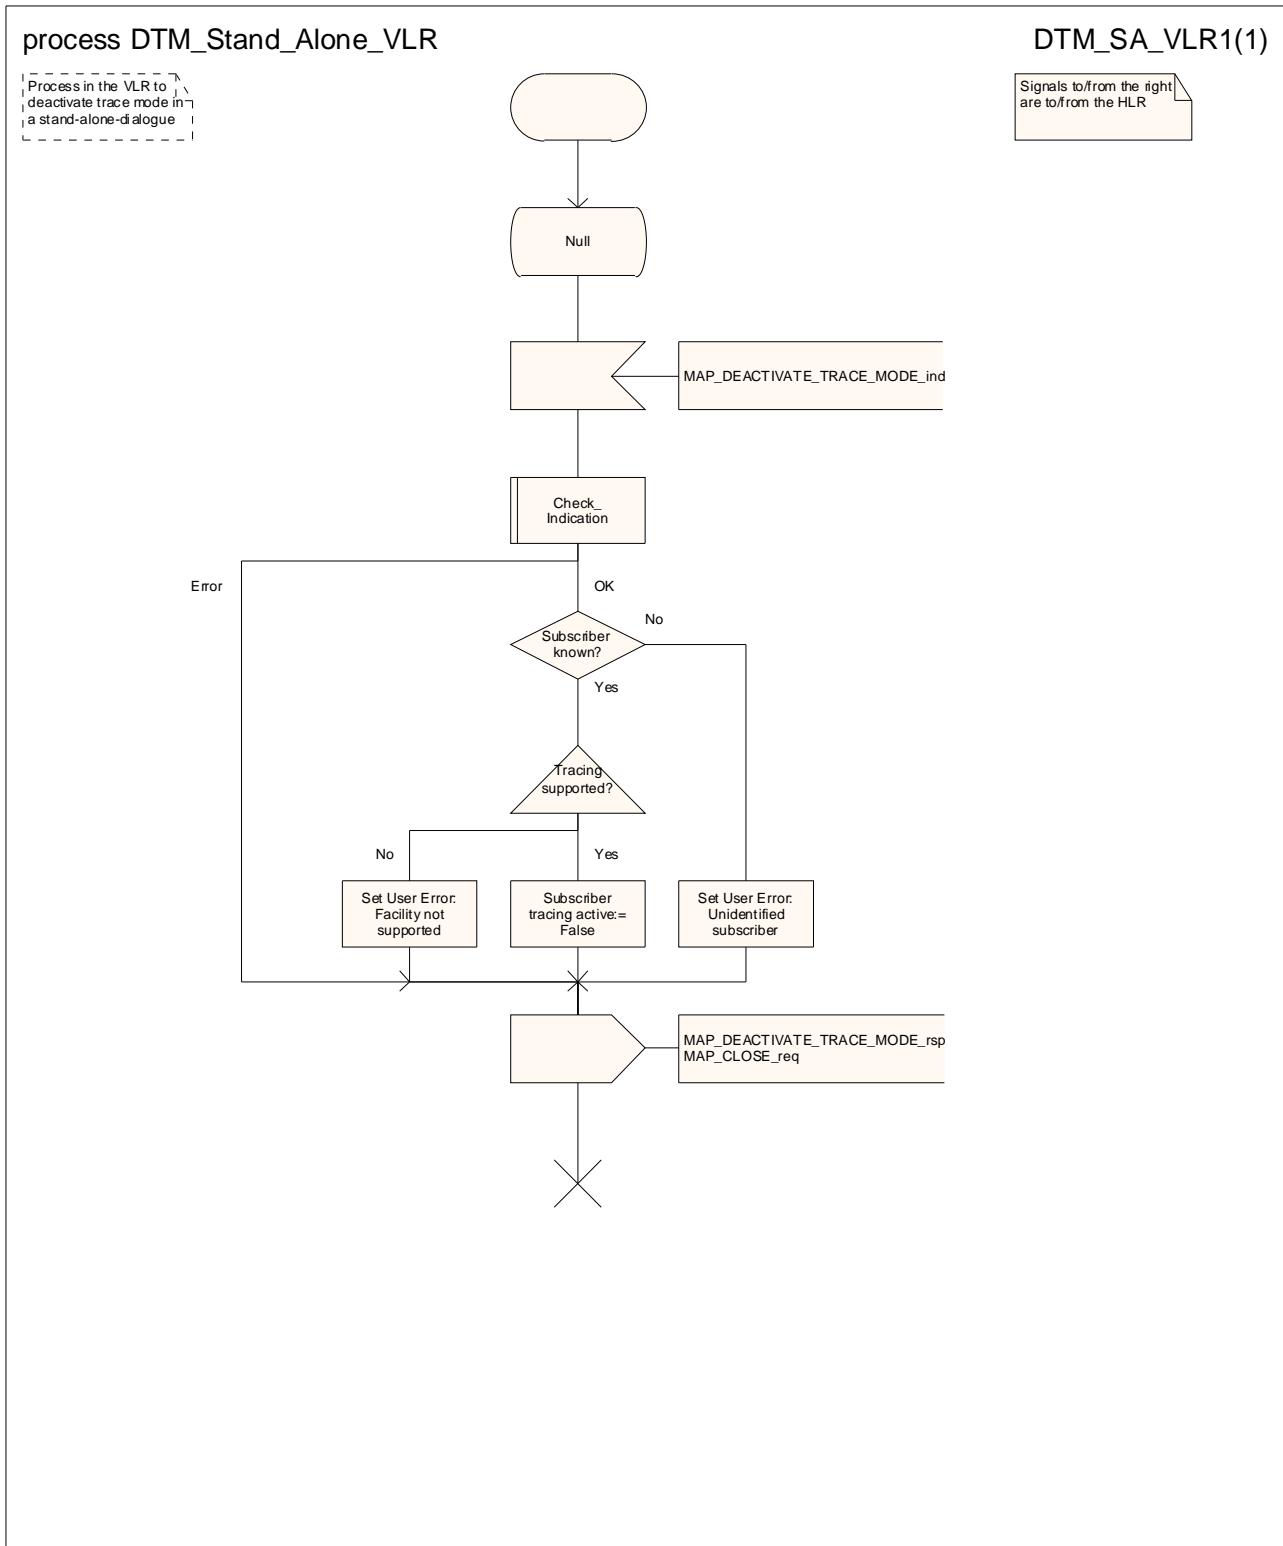 process DTM_Stand_Alone_VLR
DTM_SA_VLR1(1)
Process in the VLR to
deactivate trace mode in
a stand-alone-dialogue
Signals to/from the right
are to/from the HLR
Null
MAP_DEACTIVATE_TRACE_MODE_ind
Check_
Indication
Error
OK
No
Subscriber
known?
Yes
Tracing
supported?
No
Yes
Set User Error:
Facility not
supported
Subscriber
tracing active:=
False
Set User Error:
Unidentified
subscriber
MAP_DEACTIVATE_TRACE_MODE_rsp
MAP_CLOSE_req